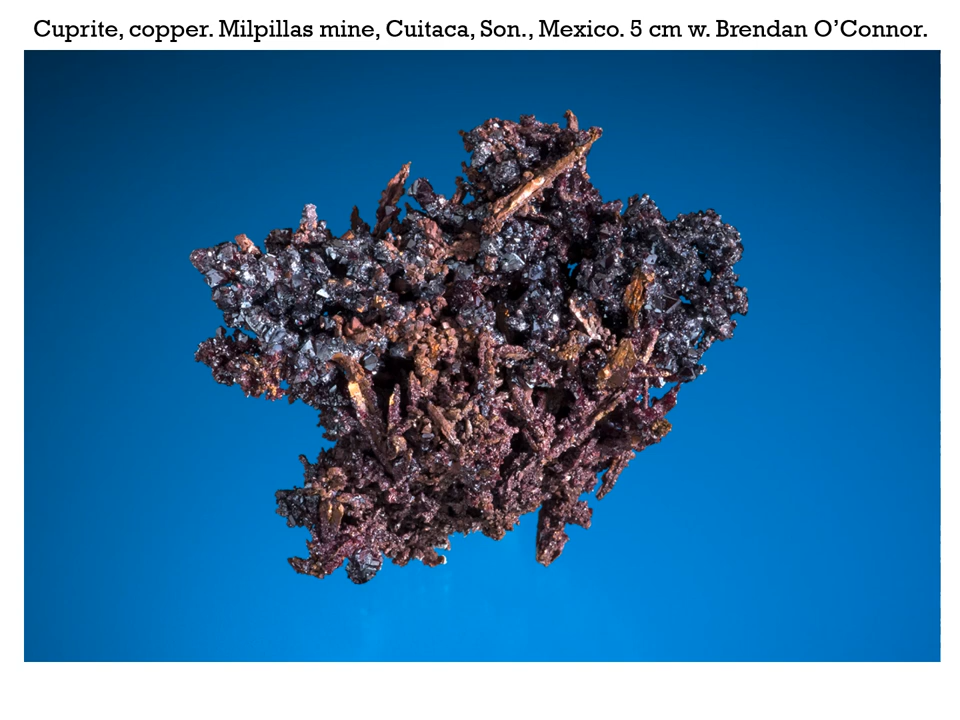 Cuprite, copper. Milpillas mine, Cuitaca, Son., Mexico. 5 cm w. Brendan O’Connor.